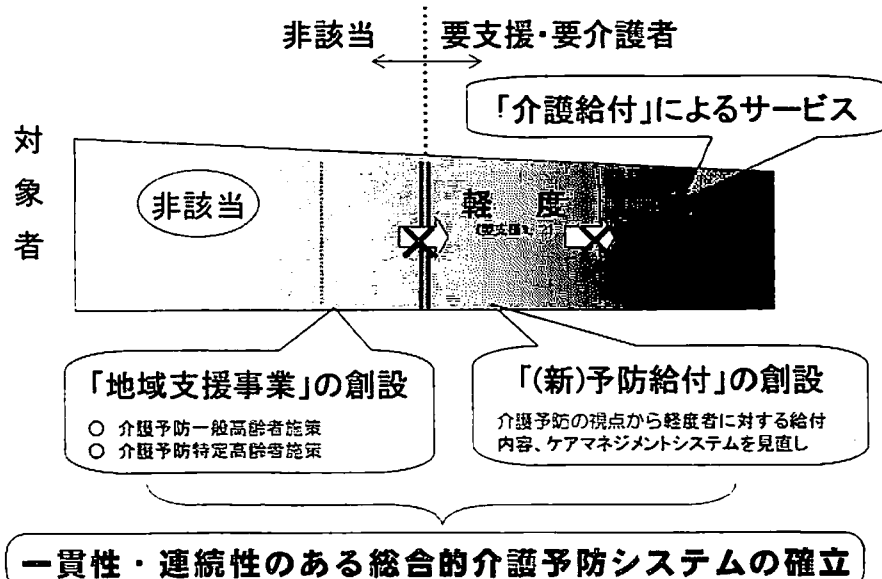 非該当 要支援・要介護者
「介護給付」によるサービス
対象者
非該当
軽度
(要支援1、2)
「地域支援事業」の創設
○ 介護予防一般高齢者施策
○ 介護予防特定高齢者施策
「(新)予防給付」の創設
介護予防の視点から軽度者に対する給付
内容、ケアマネジメントシステムを見直し
一貫性・連続性のある総合的介護予防システムの確立